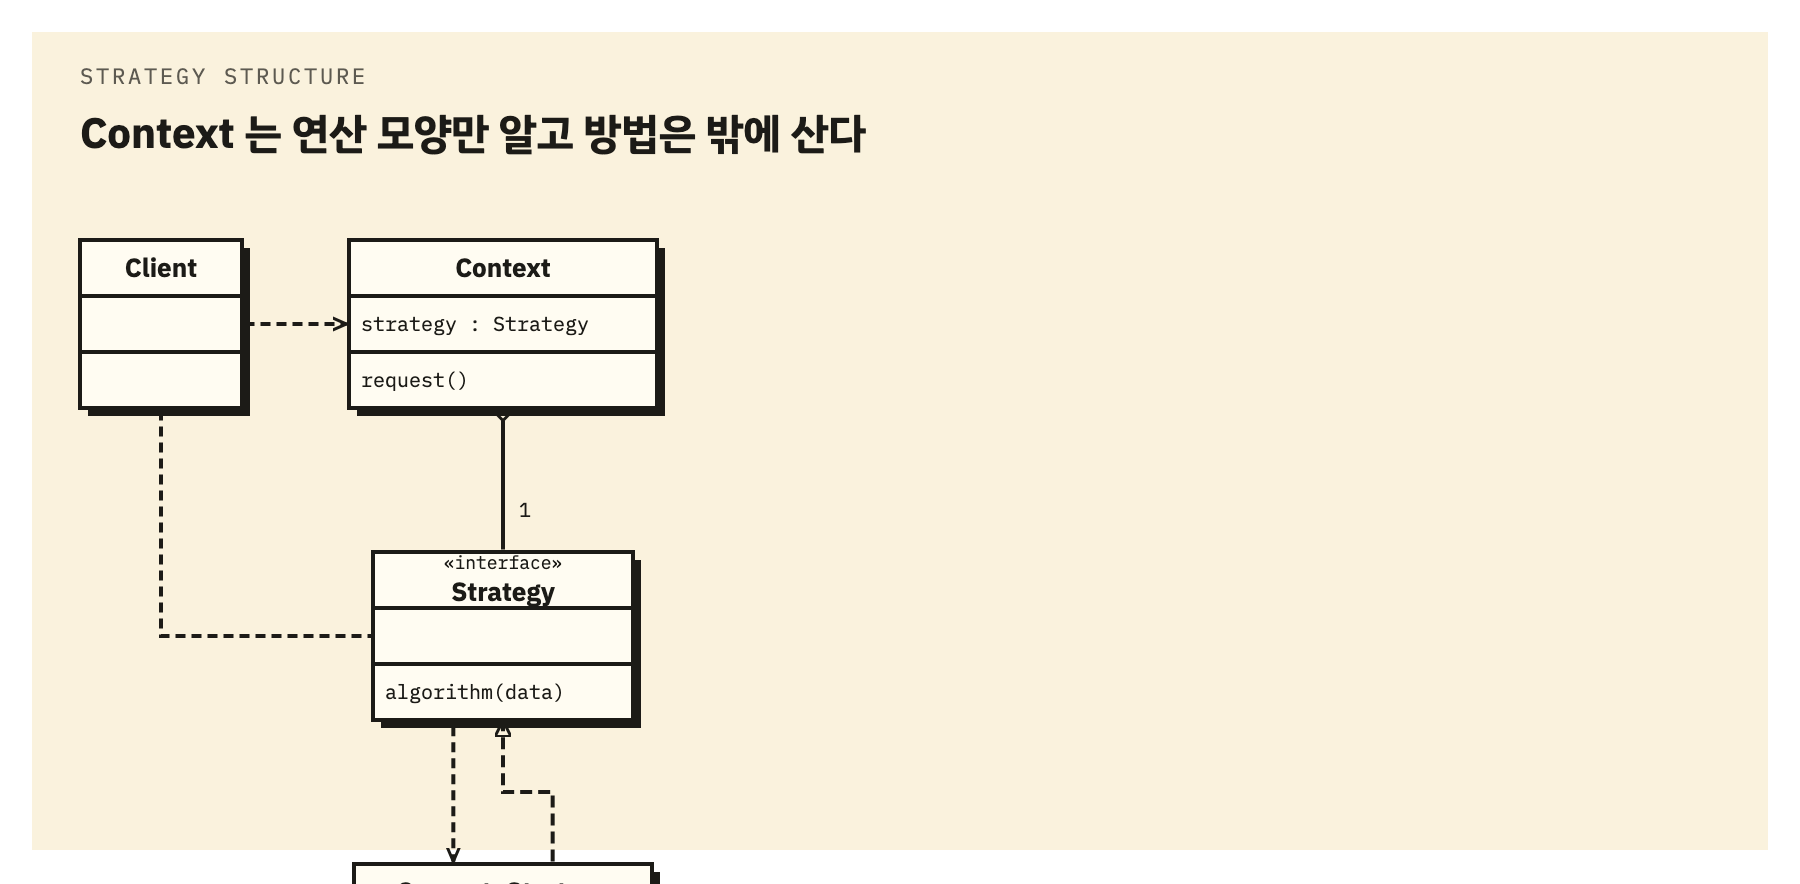 STRATEGY STRUCTURE
Context 는 연산 모양만 알고 방법은 밖에 산다
Client
Context
strategy : Strategy
request()
1
«interface»
Strategy
algorithm(data)